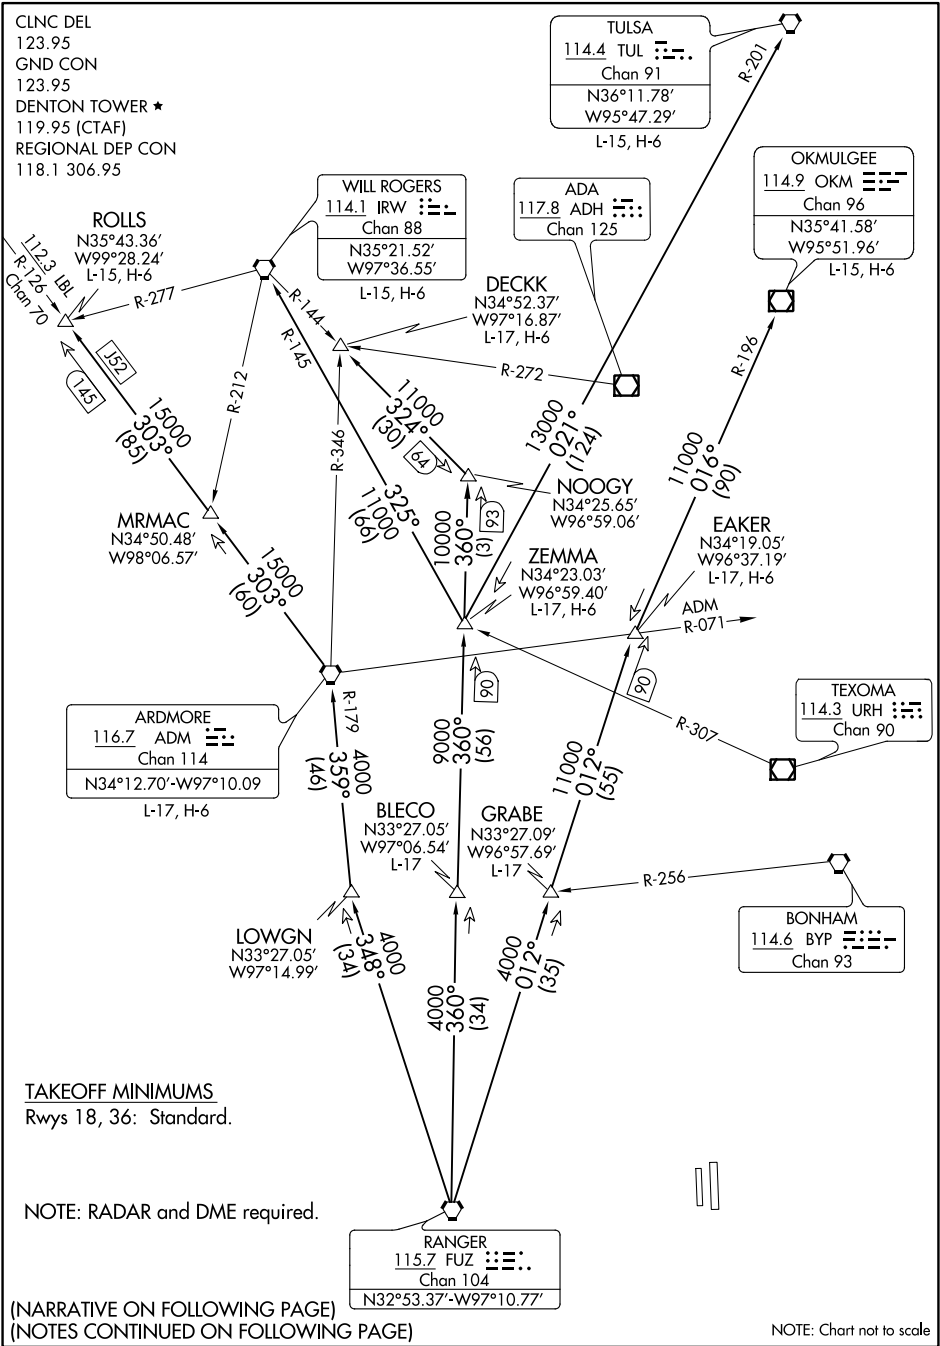 CLNC DEL
123.95
GND CON
123.95
DENTON TOWER ★
119.95 (CTAF)
REGIONAL DEP CON
118.1 306.95
TULSA
114.4 TUL
Chan 91
N36°11.78'
W95°47.29'
L-15, H-6
R-201
OKMULGEE
114.9 OKM
Chan 96
N35°41.58'
W95°51.96'
L-15, H-6
WILL ROGERS
114.1 IRW
Chan 88
N35°21.52'
W97°36.55'
L-15, H-6
ADA
117.8 ADH
Chan 125
ROLLS
N35°43.36'
W99°28.24'
L-15, H-6
112.3 LBL
R-126
Chan 70
R-277
R-144
R-145
R-212
DECKK
N34°52.37'
W97°16.87'
L-17, H-6
R-272
R-196
J52
145
15000
303°
(85)
R-346
11000
324°
(30)
64
13000
021°
(124)
11000
016°
(90)
325°
11000
(66)
10000
360°
(3)
93
NOOGY
N34°25.65'
W96°59.06'
MRMAC
N34°50.48'
W98°06.57'
15000
303°
(60)
ZEMMA
N34°23.03'
W96°59.40'
L-17, H-6
EAKER
N34°19.05'
W96°37.19'
L-17, H-6
ADM
R-071
90
90
ARDMORE
116.7 ADM
Chan 114
N34°12.70'-W97°10.09
L-17, H-6
R-179
4000
359°
(46)
9000
360°
(56)
11000
012°
(55)
R-307
TEXOMA
114.3 URH
Chan 90
BLECO
N33°27.05'
W97°06.54'
L-17
GRABE
N33°27.09'
W96°57.69'
L-17
R-256
BONHAM
114.6 BYP
Chan 93
LOWGN
N33°27.05'
W97°14.99'
4000
348°
(34)
4000
360°
(34)
4000
012°
(35)
TAKEOFF MINIMUMS
Rwys 18, 36: Standard.
NOTE: RADAR and DME required.
RANGER
115.7 FUZ
Chan 104
N32°53.37'-W97°10.77'
(NARRATIVE ON FOLLOWING PAGE)
(NOTES CONTINUED ON FOLLOWING PAGE)
NOTE: Chart not to scale